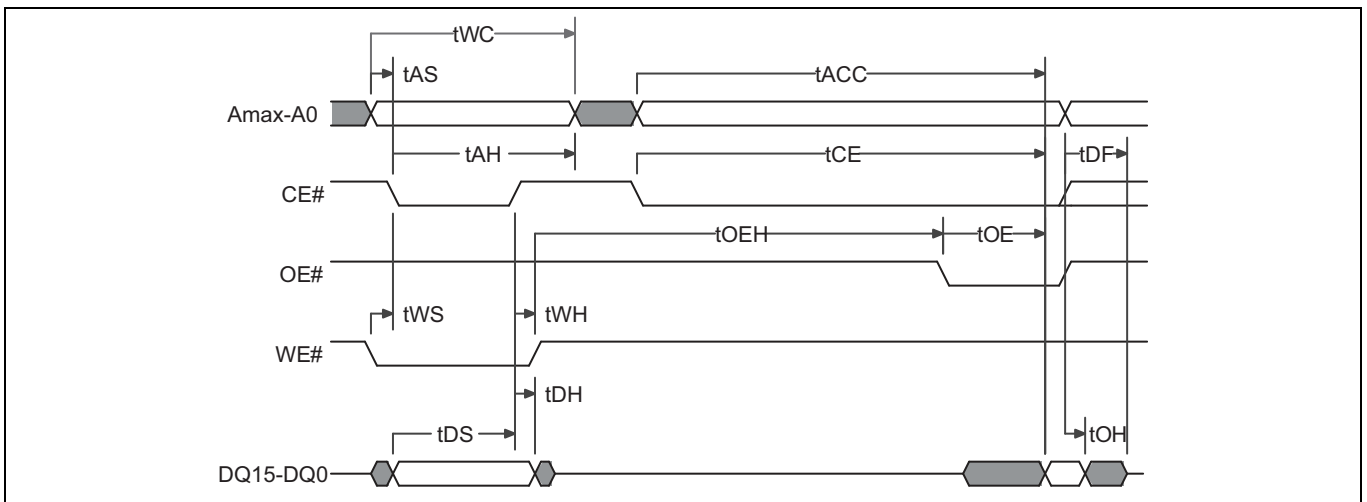 tWC
tAS
tACC
Amax-A0
tAH
tCE
tDF
CE#
tOEH
tOE
OE#
tWS
tWH
WE#
tDH
tDS
tOH
DQ15-DQ0